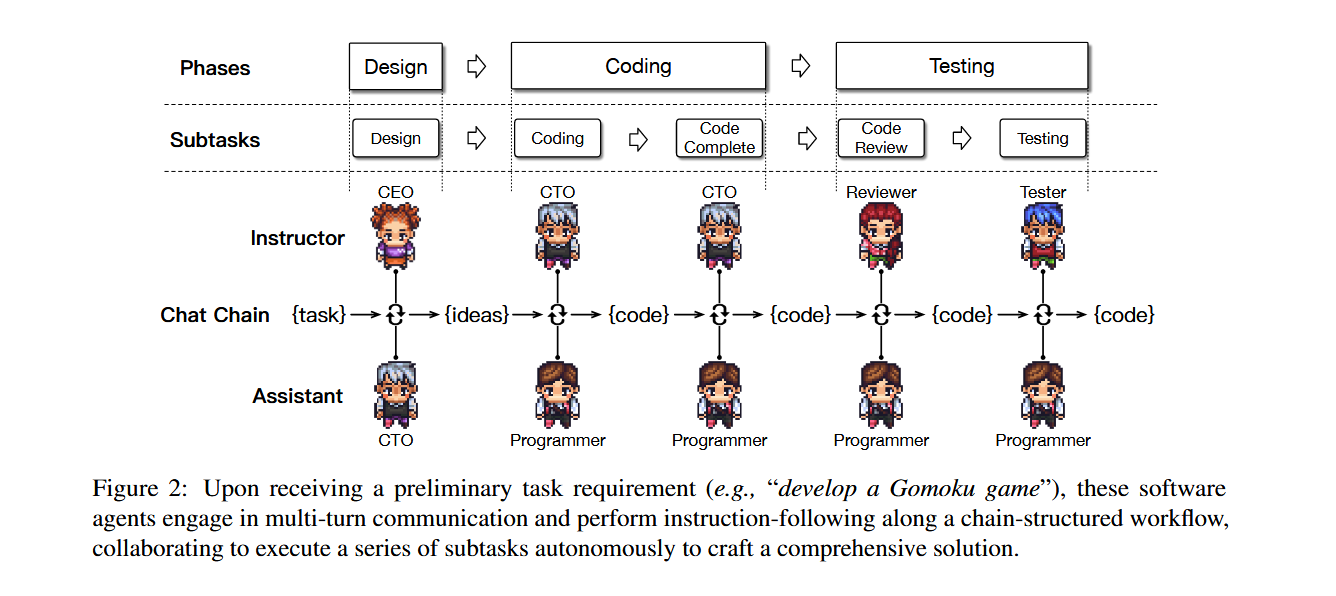 Phases Design Coding Testing
Subtasks Design Coding Code Complete Code Review Testing
CEO CTO CTO Reviewer Tester
Instructor
Chat Chain {task} {ideas} {code} {code} {code} {code}
Assistant
CTO Programmer Programmer Programmer Programmer
Figure 2: Upon receiving a preliminary task requirement (e.g., “develop a Gomoku game”), these software
agents engage in multi-turn communication and perform instruction-following along a chain-structured workflow,
collaborating to execute a series of subtasks autonomously to craft a comprehensive solution.